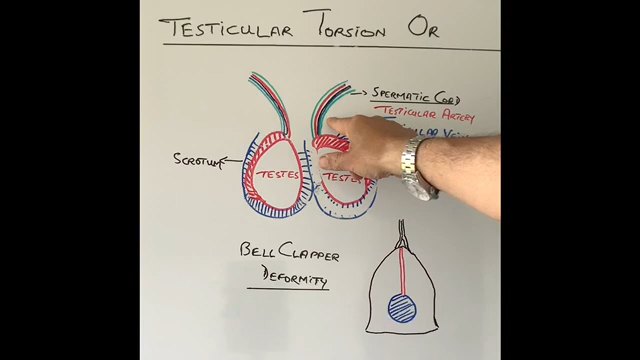 TESTICULAR TORSION OR
SPERMATIC CORD
TESTICULAR ARTERY
SCROTUM
TESTES
BELL CLAPPER
DEFORMITY